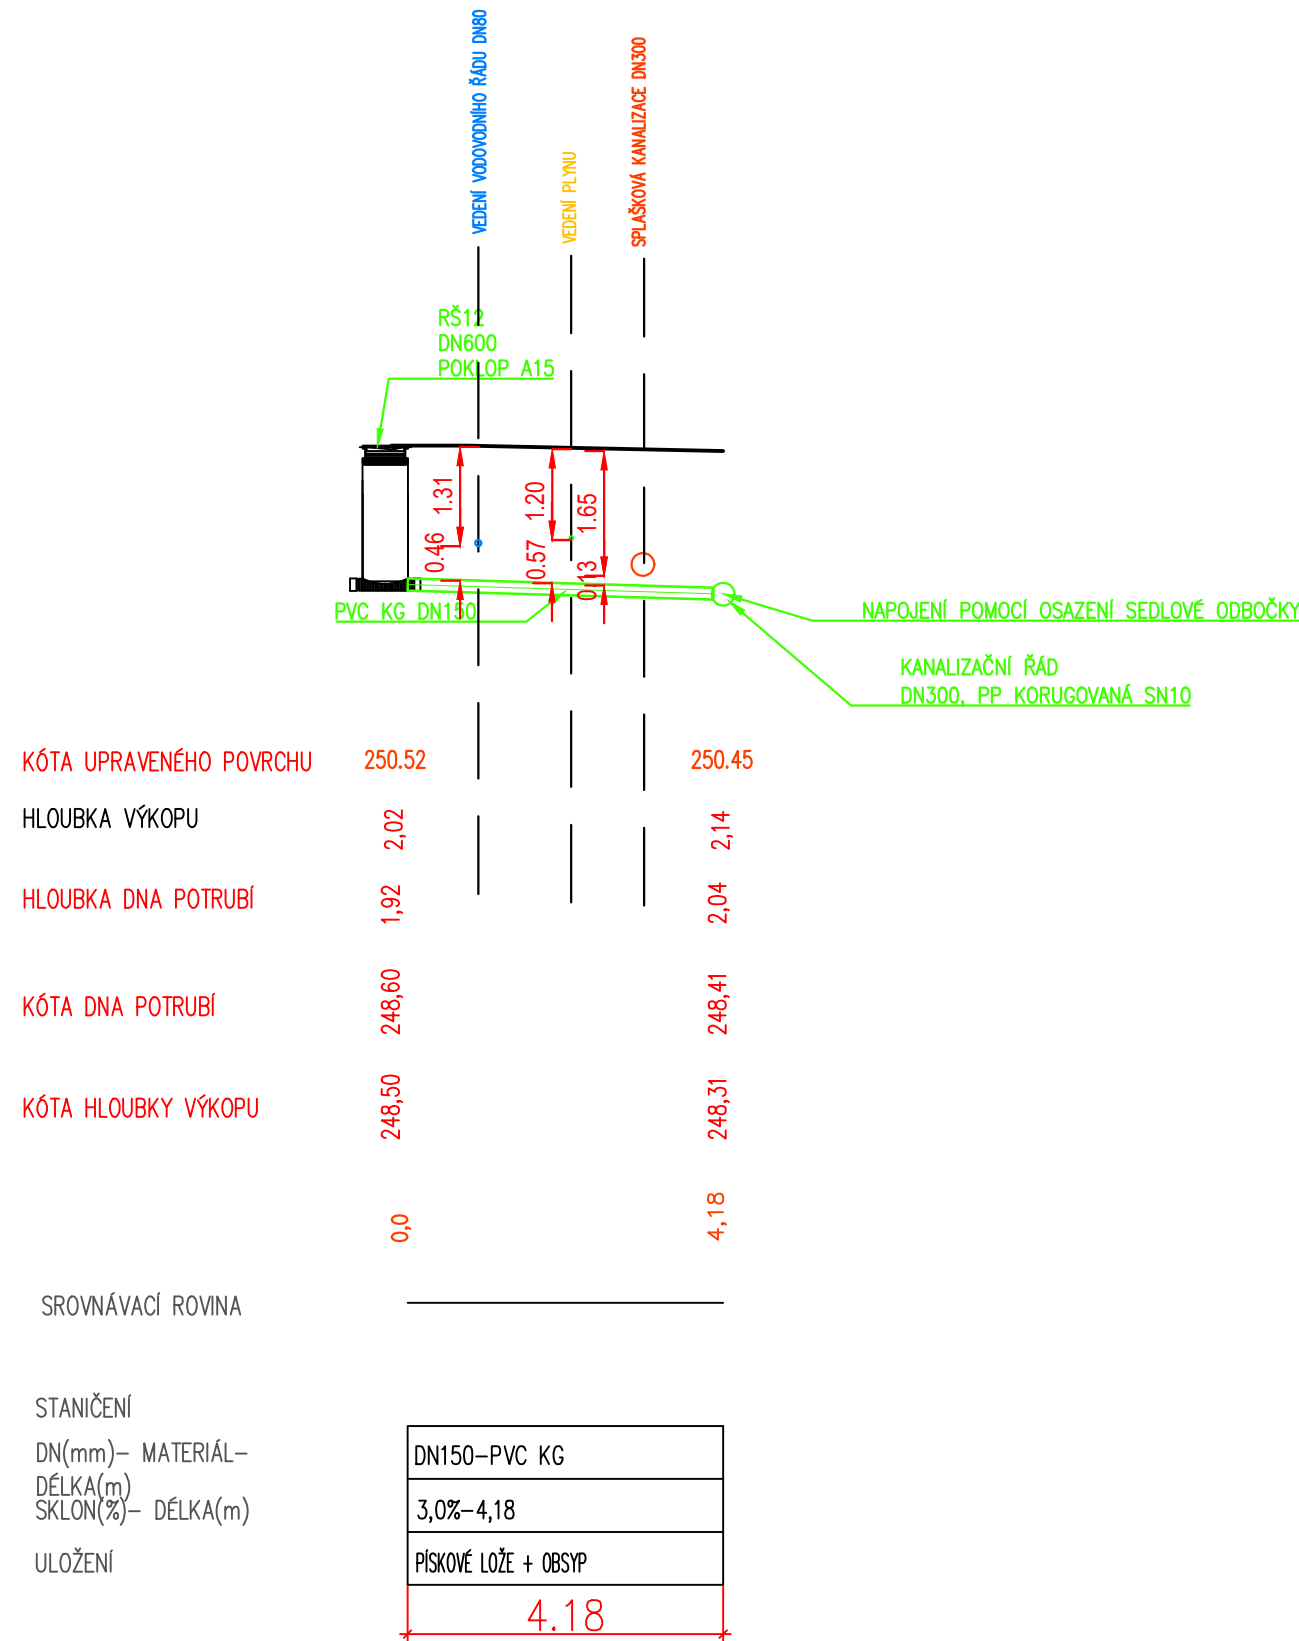 VEDENÍ VODOVODNÍHO ŘÁDU DN80
VEDENÍ PLYNU
SPLAŠKOVÁ KANALIZACE DN300
RŠ12
DN600
POKLOP A15
1.31
1.20
1.65
0.46
0.57
0.13
PVC KG DN150
NAPOJENÍ POMOCÍ OSAZENÍ SEDLOVÉ ODBOČKY
KANALIZAČNÍ ŘÁD
DN300, PP KORUGOVANÁ SN10
KÓTA UPRAVENÉHO POVRCHU 250.52 250.45
HLOUBKA VÝKOPU 2,02 2,14
HLOUBKA DNA POTRUBÍ 1,92 2,04
KÓTA DNA POTRUBÍ 248,60 248,41
KÓTA HLOUBKY VÝKOPU 248,50 248,31
0,0 4,18
SROVNÁVACÍ ROVINA
STANIČENÍ
DN(mm)- MATERIÁL-
DÉLKA(m)
DN150-PVC KG
SKLON(%)- DÉLKA(m) 3,0%-4,18
ULOŽENÍ PÍSKOVÉ LOŽE + OBSYP
4.18